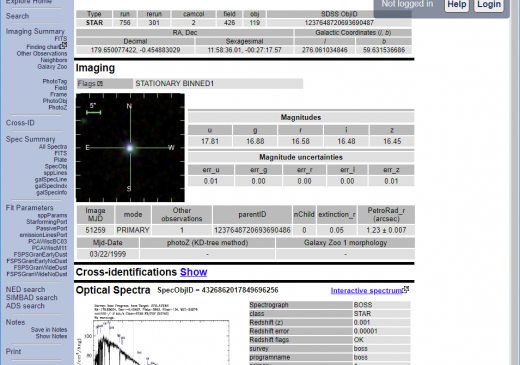 Explore Home
Search
Imaging Summary
FITS
Finding chart
Other Observations
Neighbors
Galaxy Zoo
PhotoTag
Field
Frame
PhotoObj
PhotoZ
Cross-ID
Spec Summary
All Spectra
FITS
Plate
SpecObj
sppLines
galSpecLine
galSpecIndx
galSpecInfo
Fit Parameters
sppParams
StarformingPort
PassivePort
emissionLinesPort
PCAWiscBC03
PCAWiscM11
FSPSGranEarlyDust
FSPSGranEarlyNoDust
FSPSGranWideDust
FSPSGranWideNoDust
NED search
SIMBAD search
ADS search
Notes
Save in Notes
Show Notes
Print
Not logged in Help Login
Type run rerun camcol field obj SDSS ObjID
STAR 756 301 2 426 119 1237648720693690487
RA, Dec Galactic Coordinates (l, b)
Decimal Sexagesimal l b
179.650077422, -0.454883029 11:58:36.01, -00:27:17.57 276.061034846 59.631536686
Imaging
Flags STATIONARY BINNED1
5"
N
E W
S
Magnitudes
u g r i z
17.81 16.88 16.58 16.48 16.45
Magnitude uncertainties
err_u err_g err_r err_i err_z
0.01 0.00 0.00 0.00 0.01
Image MJD mode Other observations parentID nChild extinction_r PetroRad_r (arcsec)
51259 PRIMARY 1 1237648720693690486 0 0.05 1.23 ± 0.007
Mjd-Date photoZ (KD-tree method) Galaxy Zoo 1 morphology
03/22/1999 - -
Cross-identifications Show
Optical Spectra SpecObjID = 4326862017849696256 Interactive spectrum
Spectrograph BOSS
class STAR
Redshift (z) 0.001
Redshift error 0.00001
Redshift flags OK
survey boss
programname boss